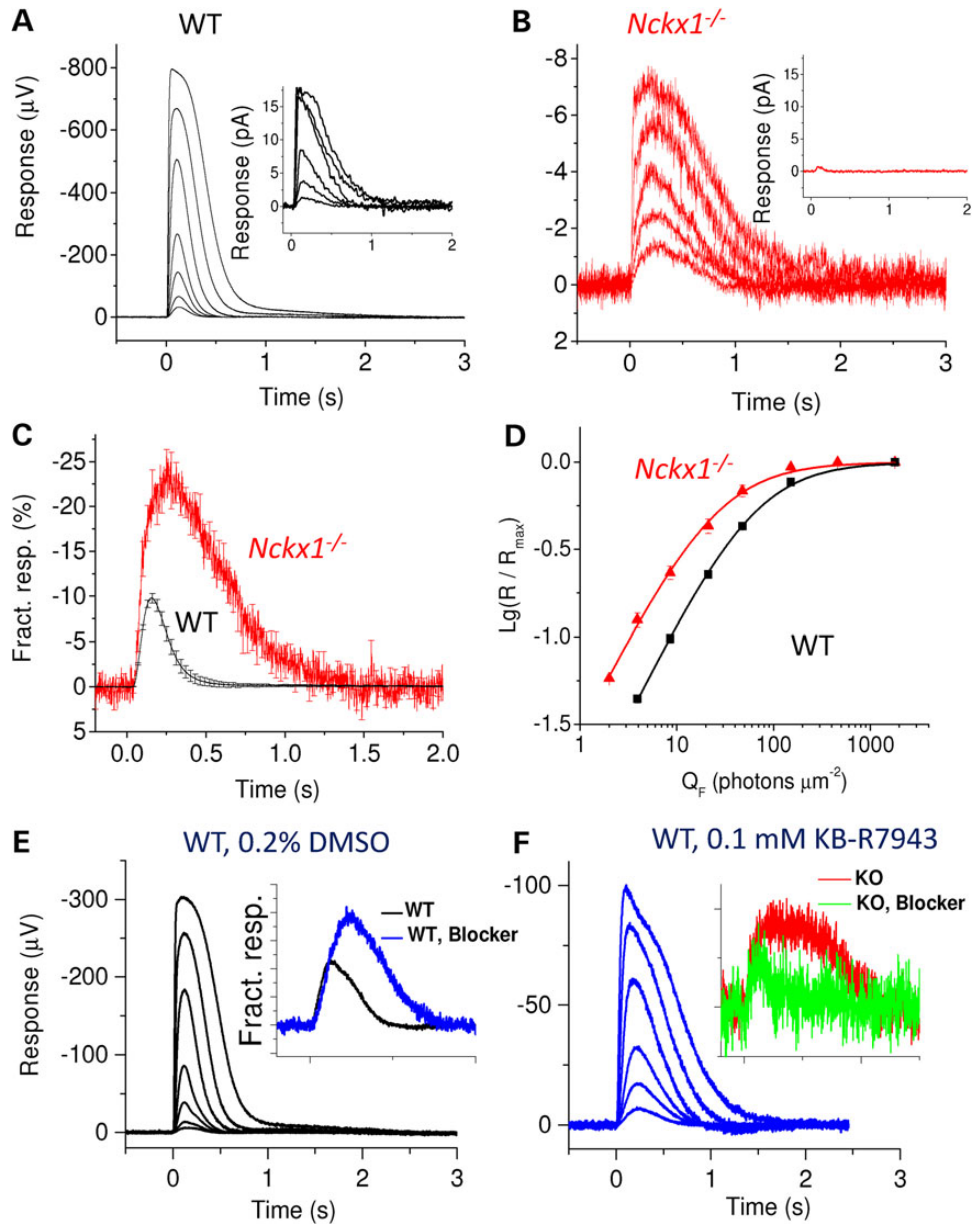 A
WT
Response (μV)
-800
-600
-400
-200
0
0
1
2
3
Time (s)
Response (pA)
15
10
5
0
0
1
2
B
Nckx1-/-
-8
-6
-4
-2
0
2
0
1
2
3
Time (s)
Response (pA)
15
10
5
0
0
1
2
C
Fract. resp. (%)
-25
-20
-15
-10
-5
0
5
Nckx1-/-
WT
0.0
0.5
1.0
1.5
2.0
Time (s)
D
Nckx1-/-
Lg(R / Rmax)
0.0
-0.5
-1.0
-1.5
WT
1
10
100
1000
QF (photons μm-2)
E
WT, 0.2% DMSO
Response (μV)
-300
-200
-100
0
Fract. resp.
WT
WT, Blocker
0
1
2
3
Time (s)
F
WT, 0.1 mM KB-R7943
-100
-50
0
KO
KO, Blocker
0
1
2
3
Time (s)